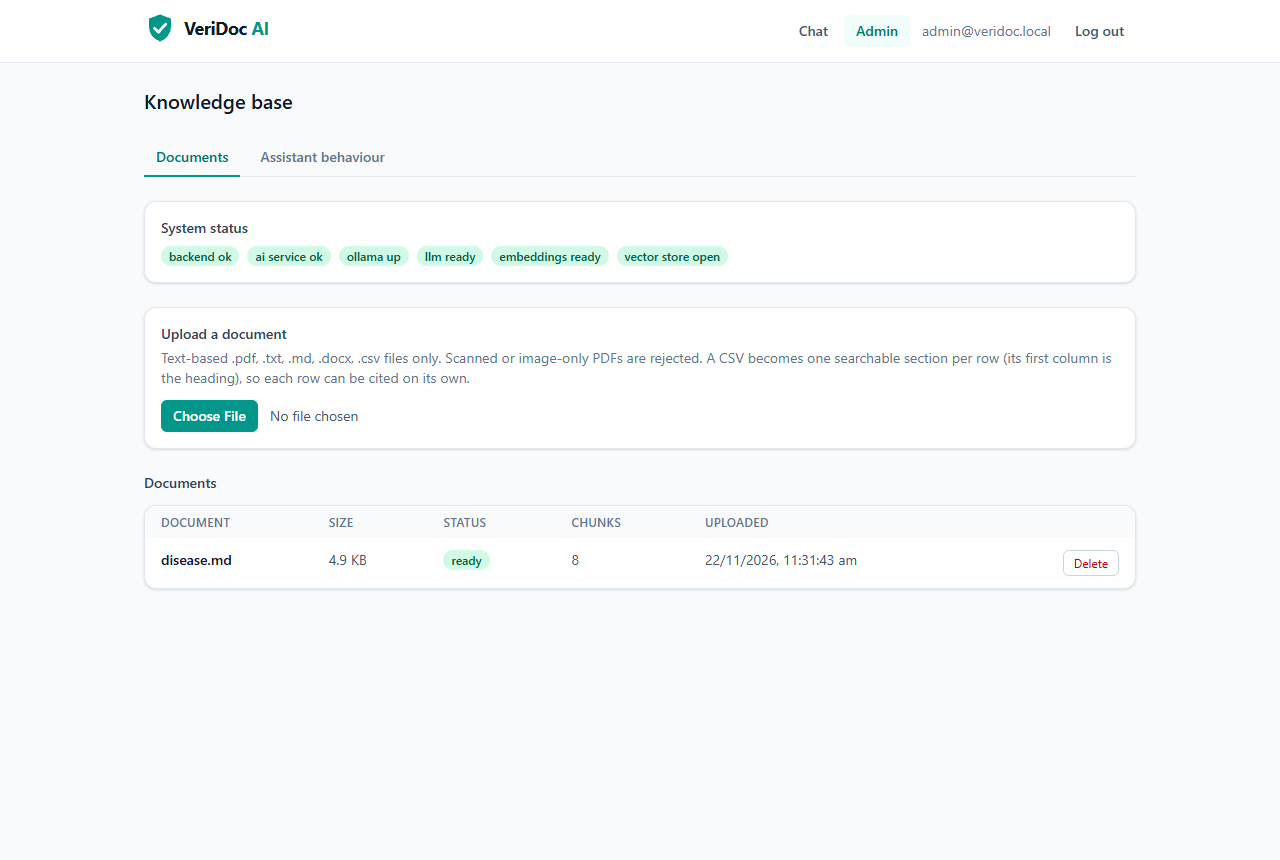 VeriDoc AI
Chat Admin admin@veridoc.local Log out
Knowledge base
Documents Assistant behaviour
System status
backend ok ai service ok ollama up llm ready embeddings ready vector store open
Upload a document
Text-based .pdf, .txt, .md, .docx, .csv files only. Scanned or image-only PDFs are rejected. A CSV becomes one searchable section per row (its first column is
the heading), so each row can be cited on its own.
Choose File No file chosen
Documents
DOCUMENT SIZE STATUS CHUNKS UPLOADED
disease.md 4.9 KB ready 8 22/11/2026, 11:31:43 am Delete